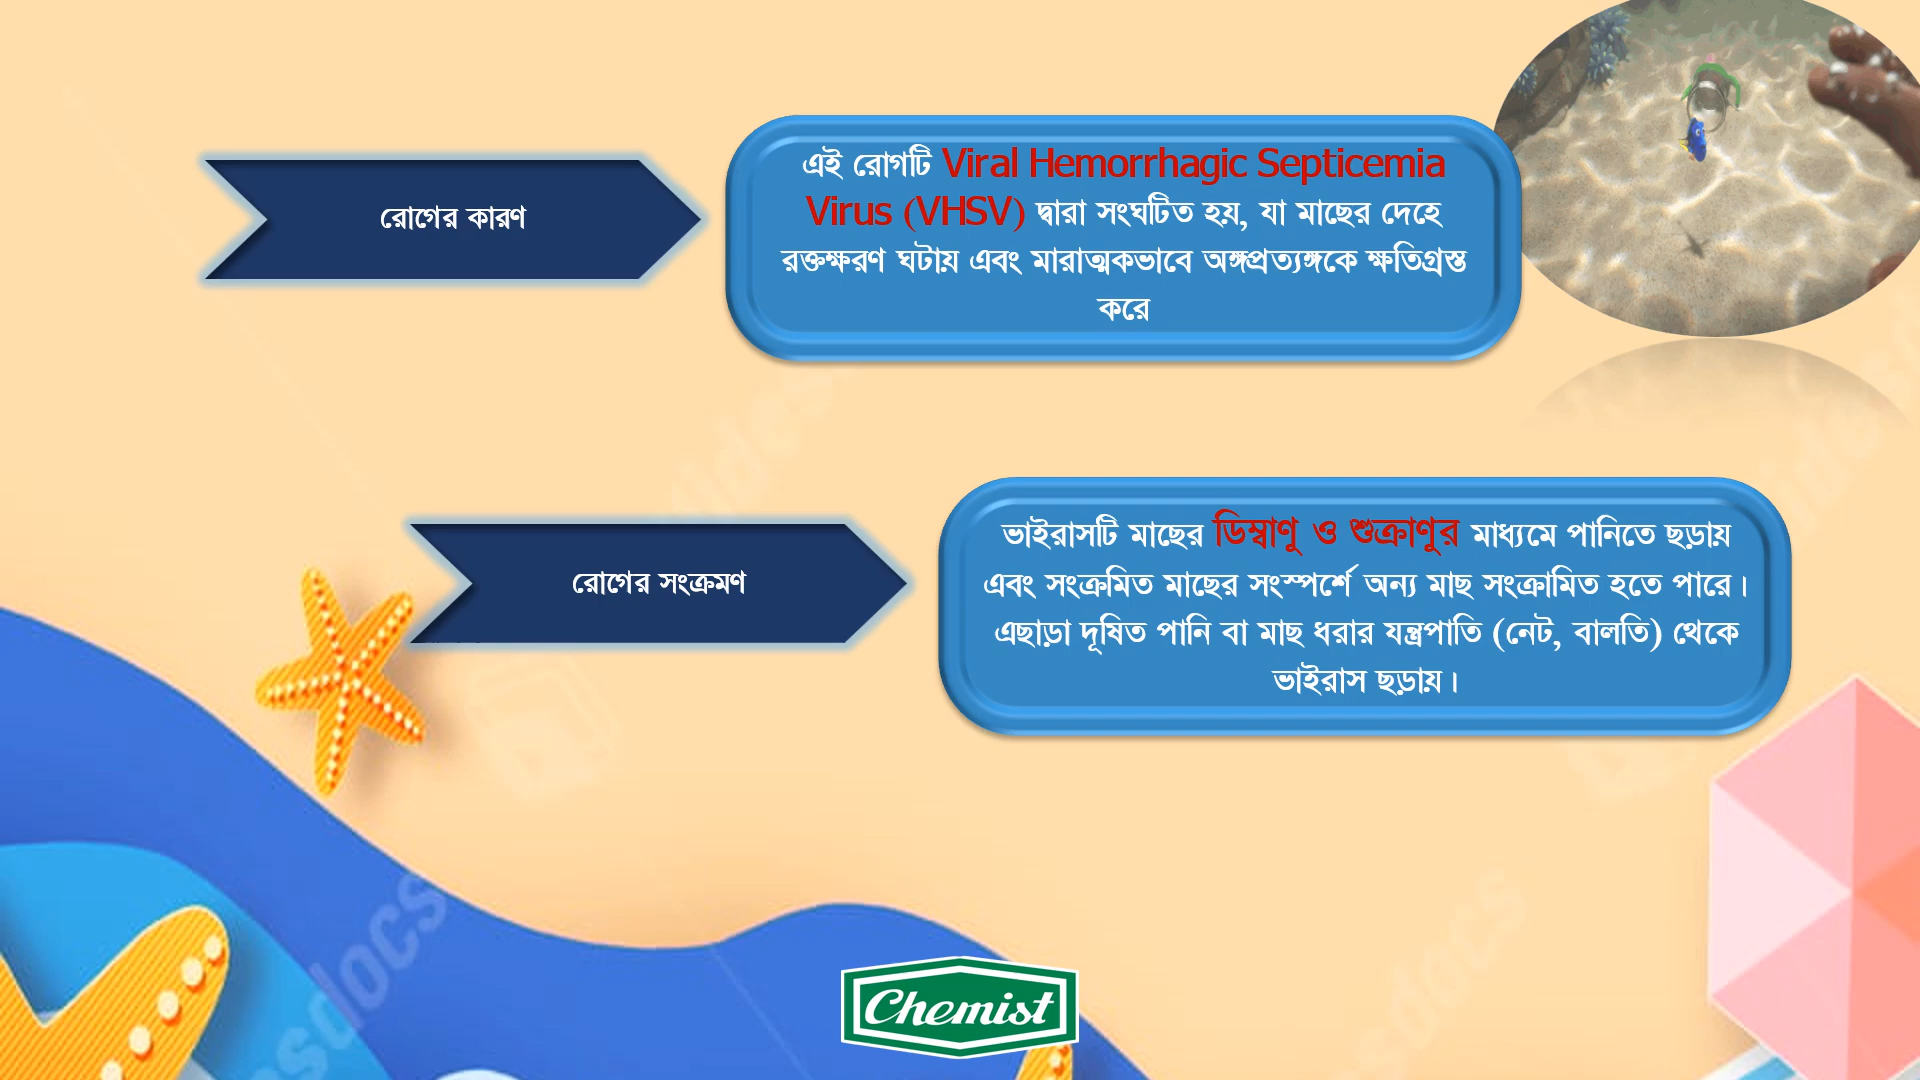 রোগের কারণ
এই রোগটি Viral Hemorrhagic Septicemia
Virus (VHSV) দ্বারা সংঘটিত হয়, যা মাছের দেহে
রক্তক্ষরণ ঘটায় এবং মারাত্মকভাবে অঙ্গপ্রত্যঙ্গকে ক্ষতিগ্রস্ত
করে
রোগের সংক্রমণ
ভাইরাসটি মাছের ডিম্বাণু ও শুক্রাণুর মাধ্যমে পানিতে ছড়ায়
এবং সংক্রমিত মাছের সংস্পর্শে অন্য মাছ সংক্রামিত হতে পারে।
এছাড়া দূষিত পানি বা মাছ ধরার যন্ত্রপাতি (নেট, বালতি) থেকে
ভাইরাস ছড়ায়।
Chemist